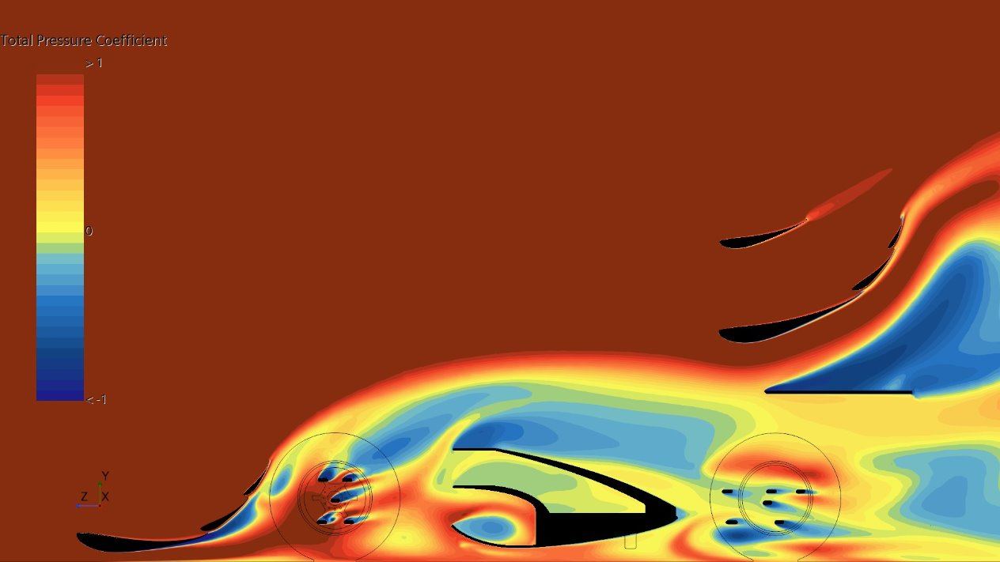 Total Pressure Coefficient
> 1
0
< -1
Y
Z X